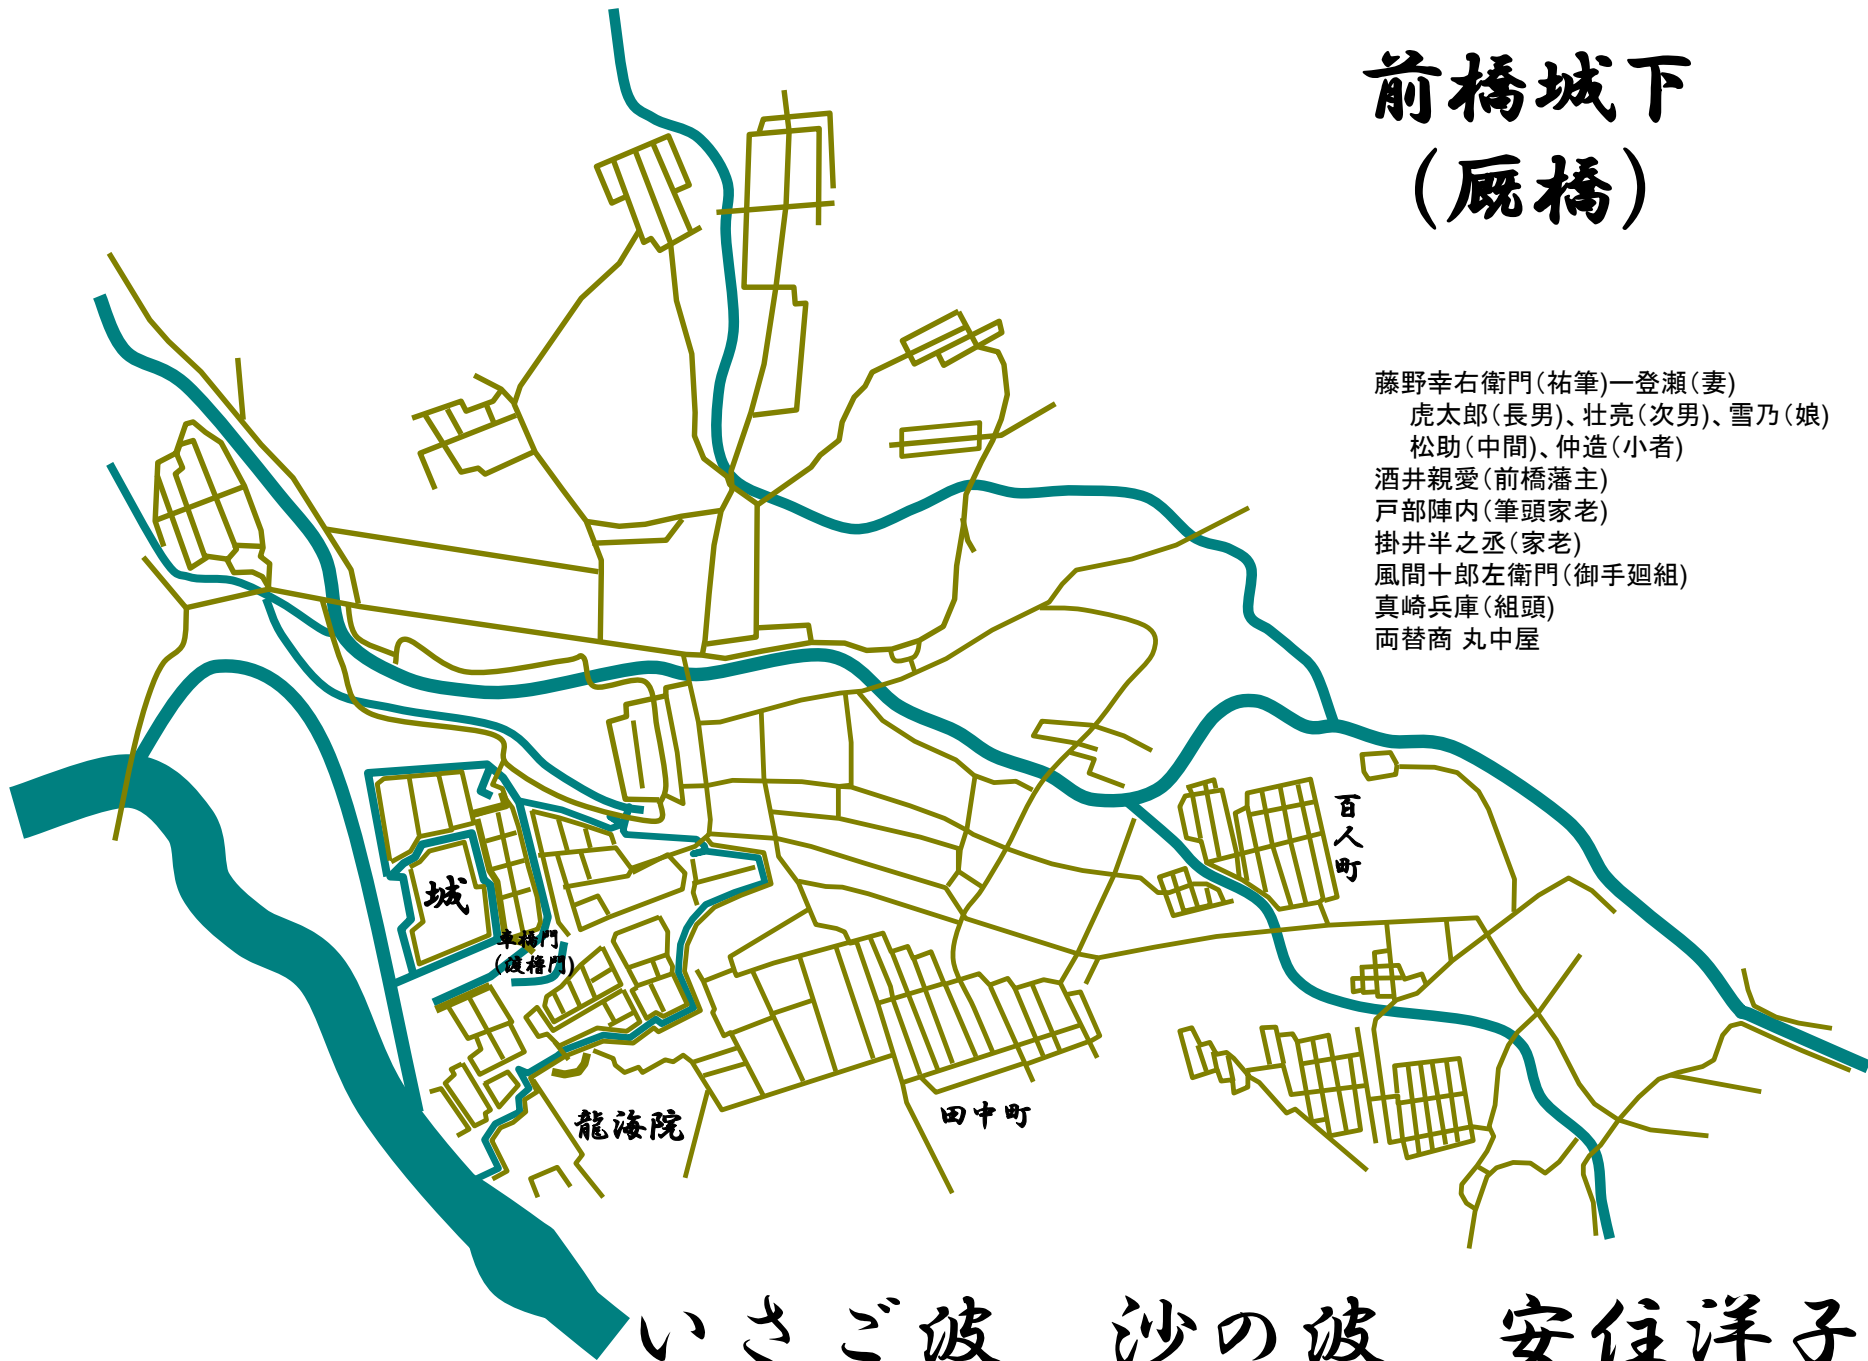 前橋城下
(厩橋)
藤野幸右衛門(祐筆)―登瀬(妻)
虎太郎(長男)、壮亮(次男)、雪乃(娘)
松助(中間)、仲造(小者)
酒井親愛(前橋藩主)
戸部陣内(筆頭家老)
掛井半之丞(家老)
風間十郎左衛門(御手廻組)
真崎兵庫(組頭)
両替商 丸中屋
百人町
城
車橋門
(渡櫓門)
龍海院
田中町
いさご波 沙の波 安住洋子